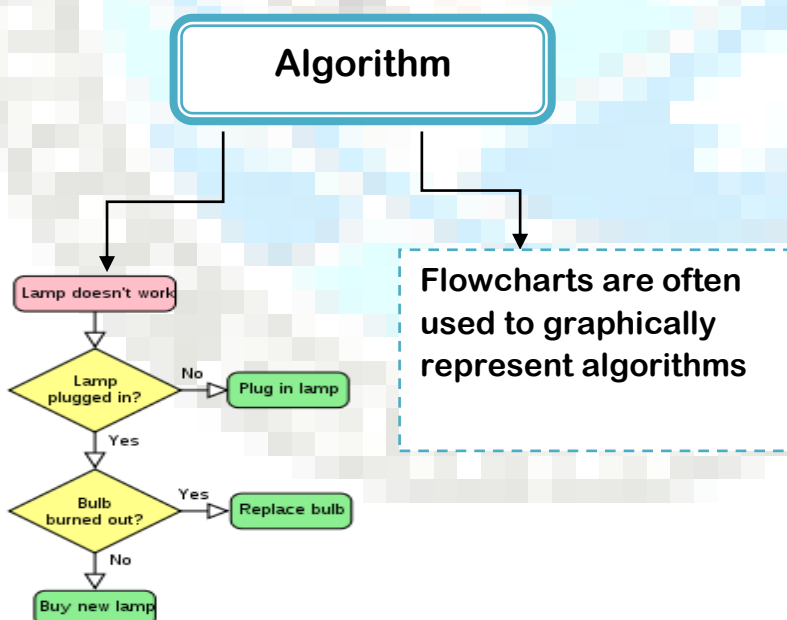 Algorithm
Flowcharts are often
used to graphically
represent algorithms
Lamp doesn't work
Lamp
plugged in?
No
Plug in lamp
Yes
Bulb
burned out?
Yes
Replace bulb
No
Buy new lamp